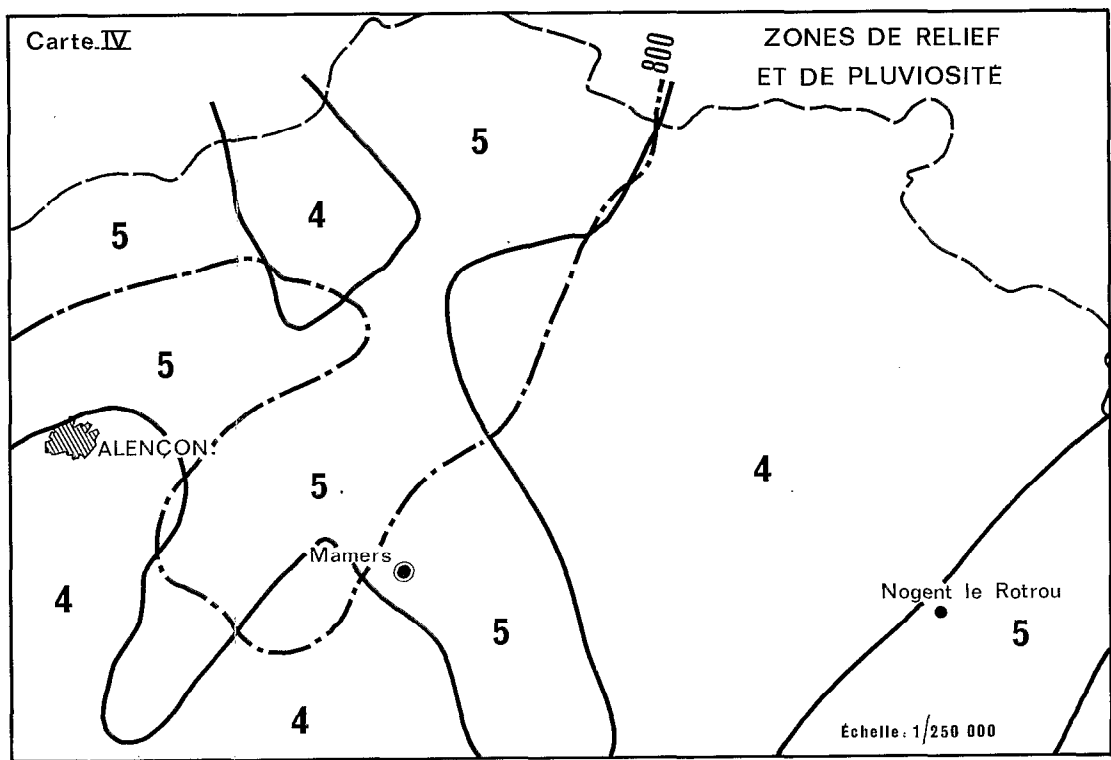 Carte.IV
ZONES DE RELIEF
ET DE PLUVIOSITÉ
800
5
4
5
5
ALENÇON.
5
4
Mamers
4
Nogent le Rotrou
5
5
4
Échelle: 1/250 000